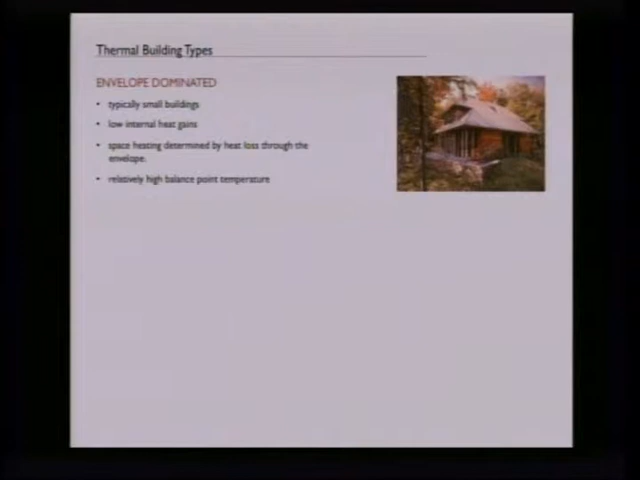 Thermal Building Types
ENVELOPE DOMINATED
• typically small buildings
• low internal heat gains
• space heating determined by heat loss through the
envelope.
• relatively high balance point temperature